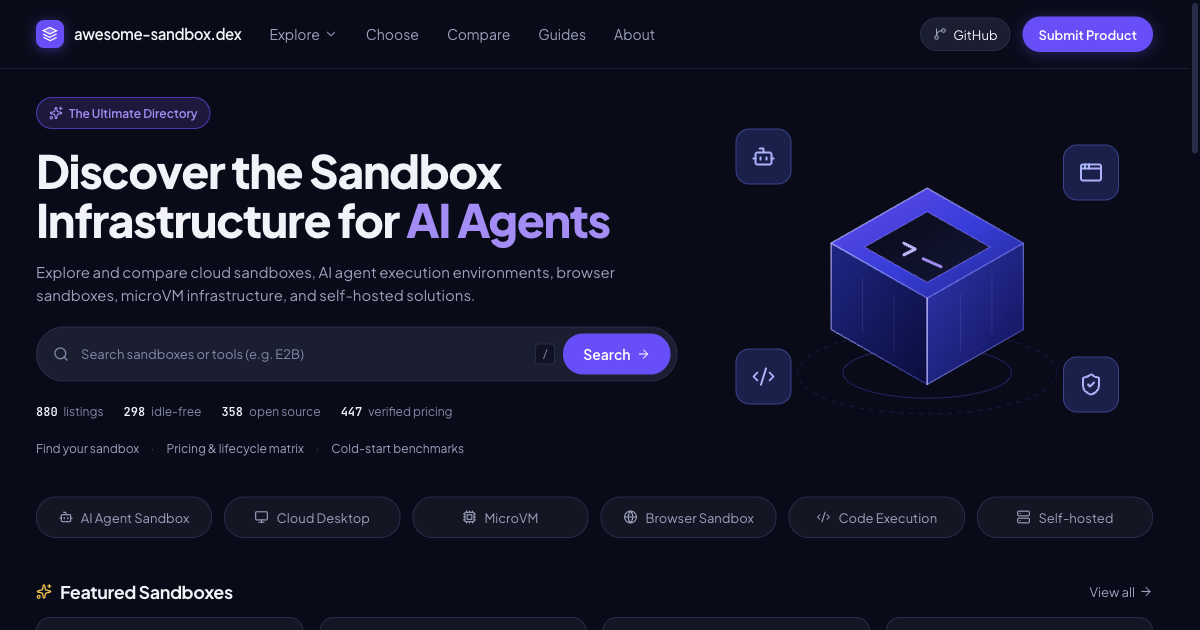 awesome-sandbox.dex
Explore
Choose
Compare
Guides
About
GitHub
Submit Product
The Ultimate Directory
Discover the Sandbox
Infrastructure for AI Agents
Explore and compare cloud sandboxes, AI agent execution environments, browser
sandboxes, microVM infrastructure, and self-hosted solutions.
Search sandboxes or tools (e.g. E2B)
/
Search →
880 listings
298 idle-free
358 open source
447 verified pricing
Find your sandbox · Pricing & lifecycle matrix · Cold-start benchmarks
AI Agent Sandbox
Cloud Desktop
MicroVM
Browser Sandbox
Code Execution
Self-hosted
Featured Sandboxes
View all →